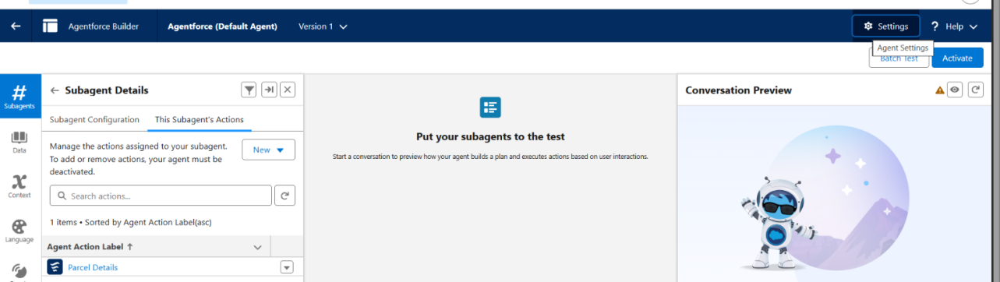 Agentforce Builder
Agentforce (Default Agent)
Version 1
Settings
? Help
Agent Settings
Batch Test
Activate
# Subagents
Subagent Details
Subagent Configuration
This Subagent's Actions
Data
Manage the actions assigned to your subagent.
To add or remove actions, your agent must be
deactivated.
New
Context
Search actions...
1 items • Sorted by Agent Action Label(asc)
Language
Agent Action Label ↑
Parcel Details
Put your subagents to the test
Start a conversation to preview how your agent builds a plan and executes actions based on user interactions.
Conversation Preview